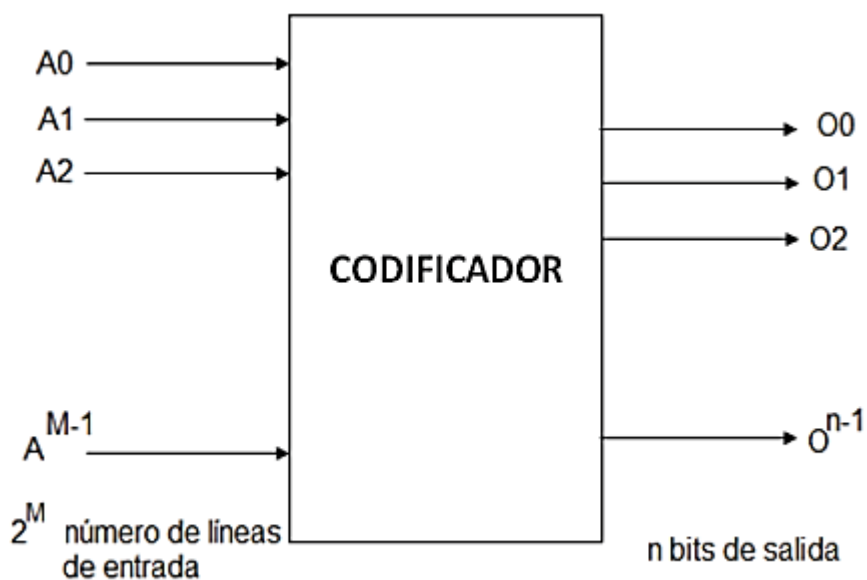 A0
A1
A2
A^M-1
2^M número de líneas
de entrada
CODIFICADOR
O0
O1
O2
O^n-1
n bits de salida